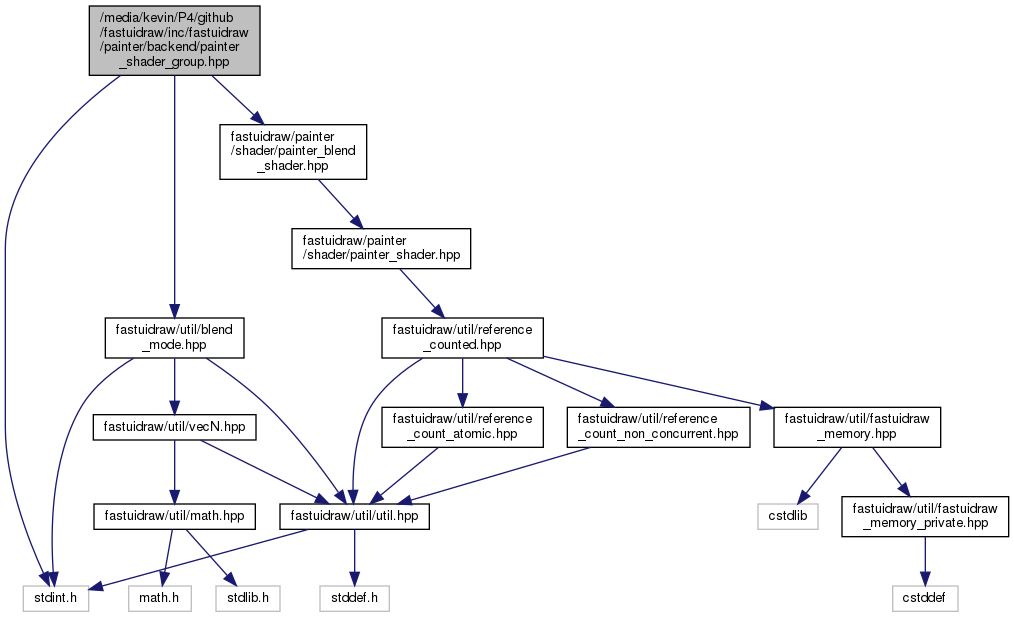 /media/kevin/P4/github
/fastuidraw/inc/fastuidraw
/painter/backend/painter
_shader_group.hpp
fastuidraw/painter
/shader/painter_blend
_shader.hpp
fastuidraw/painter
/shader/painter_shader.hpp
fastuidraw/util/blend
_mode.hpp
fastuidraw/util/reference
_counted.hpp
fastuidraw/util/vecN.hpp
fastuidraw/util/reference
_count_atomic.hpp
fastuidraw/util/reference
_count_non_concurrent.hpp
fastuidraw/util/fastuidraw
_memory.hpp
fastuidraw/util/math.hpp
fastuidraw/util/util.hpp
cstdlib
fastuidraw/util/fastuidraw
_memory_private.hpp
stdint.h
math.h
stdlib.h
stddef.h
cstddef